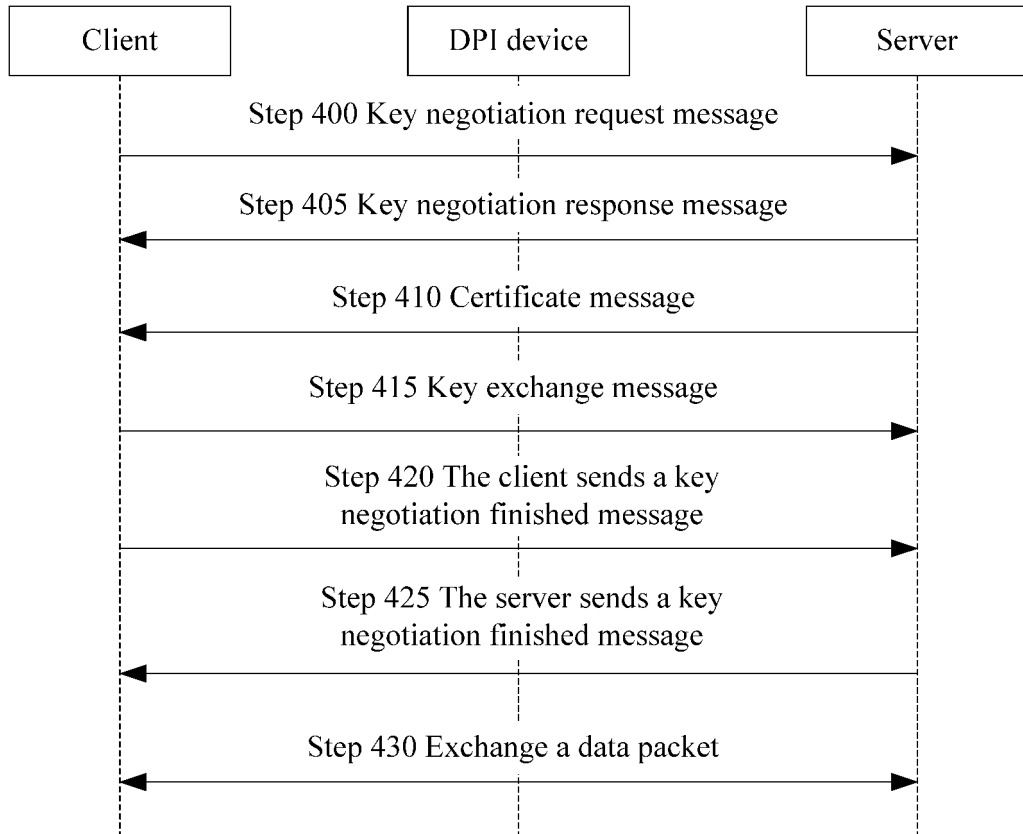 Client
DPI device
Server
Step 400 Key negotiation request message
Step 405 Key negotiation response message
Step 410 Certificate message
Step 415 Key exchange message
Step 420 The client sends a key
negotiation finished message
Step 425 The server sends a key
negotiation finished message
Step 430 Exchange a data packet